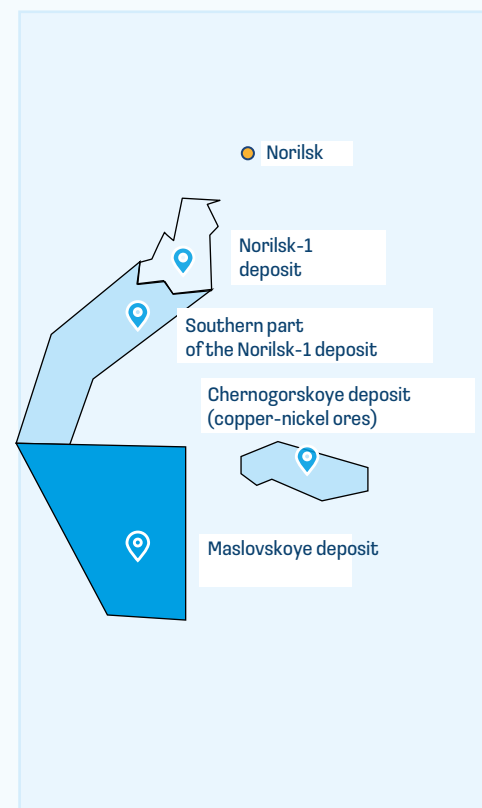 Norilsk
Norilsk-1
deposit
Southern part
of the Norilsk-1 deposit
Chernogorskoye deposit
(copper-nickel ores)
Maslovskoye deposit